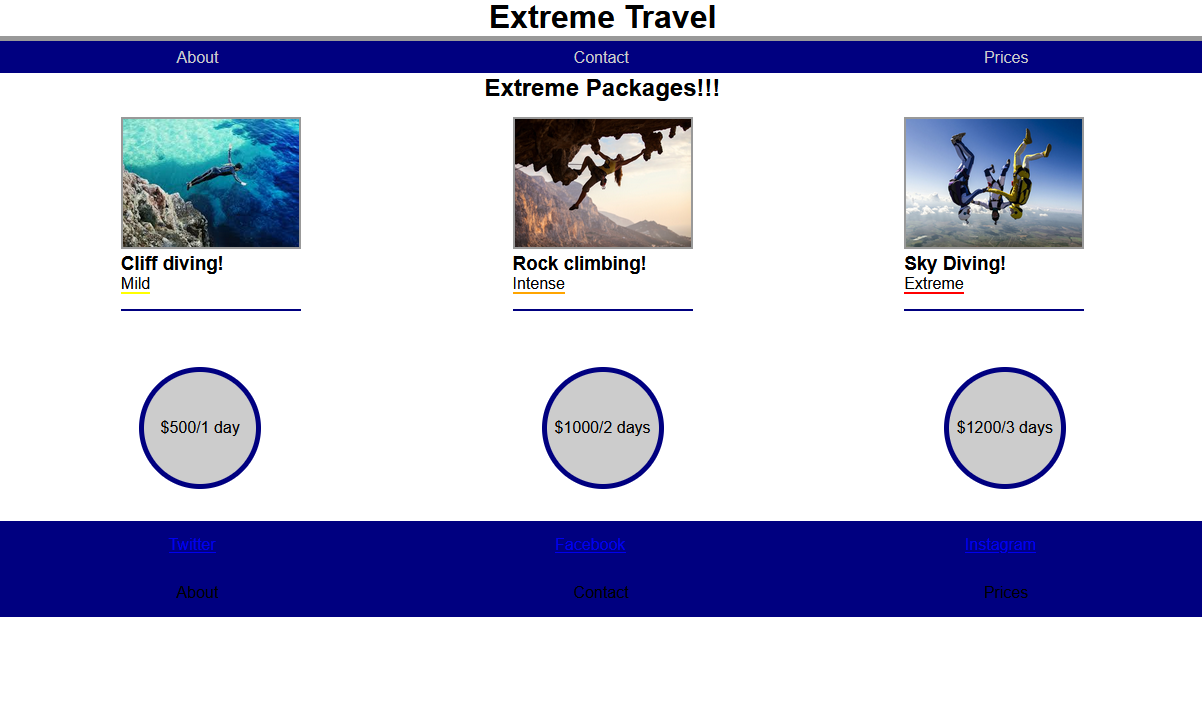 Extreme Travel
About Contact Prices
Extreme Packages!!!
Cliff diving! Rock climbing! Sky Diving!
Mild Intense Extreme
$500/1 day $1000/2 days $1200/3 days
Twitter Facebook Instagram
About Contact Prices